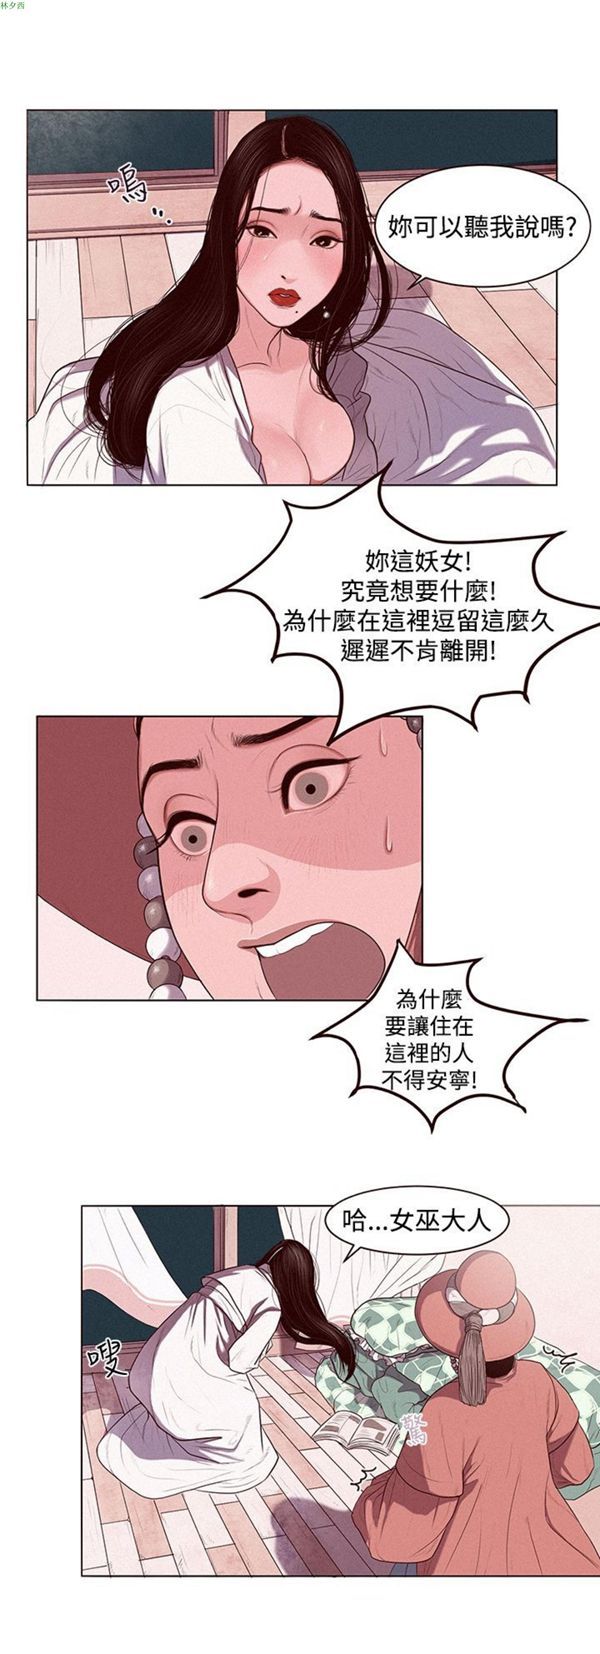 林夕西
嗚
妳可以聽我說嗎?
妳這妖女!
究竟想要什麼!
為什麼在這裡逗留這麼久
遲遲不肯離開!
為什麼
要讓住在
這裡的人
不得安寧!
哈...女巫大人
嗖
驚